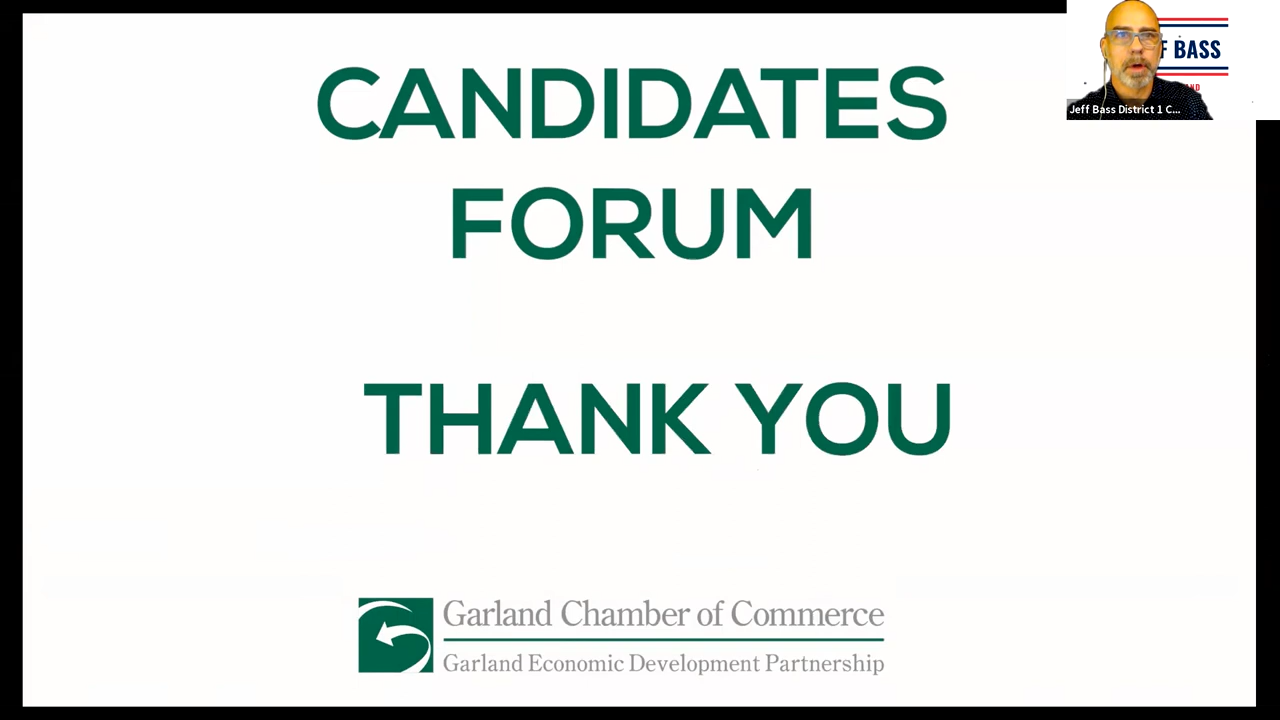 CANDIDATES
FORUM
THANK YOU
Garland Chamber of Commerce
Garland Economic Development Partnership
F BASS
Jeff Bass District 1 C...